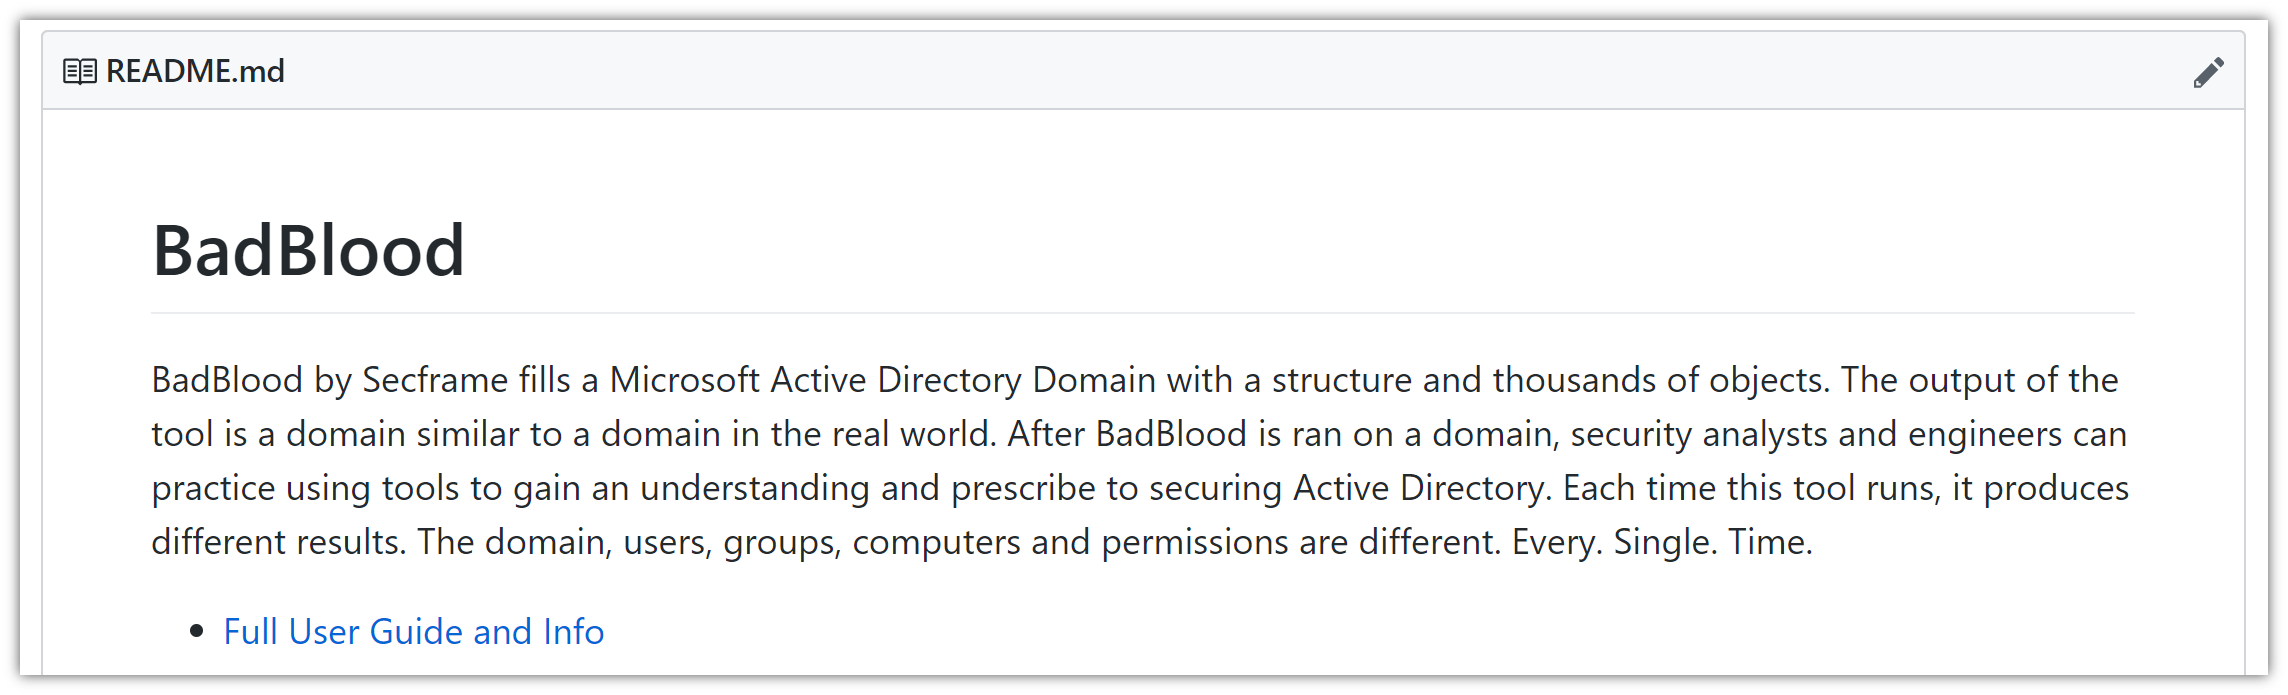 README.md
BadBlood
BadBlood by Secframe fills a Microsoft Active Directory Domain with a structure and thousands of objects. The output of the
tool is a domain similar to a domain in the real world. After BadBlood is ran on a domain, security analysts and engineers can
practice using tools to gain an understanding and prescribe to securing Active Directory. Each time this tool runs, it produces
different results. The domain, users, groups, computers and permissions are different. Every. Single. Time.
• Full User Guide and Info